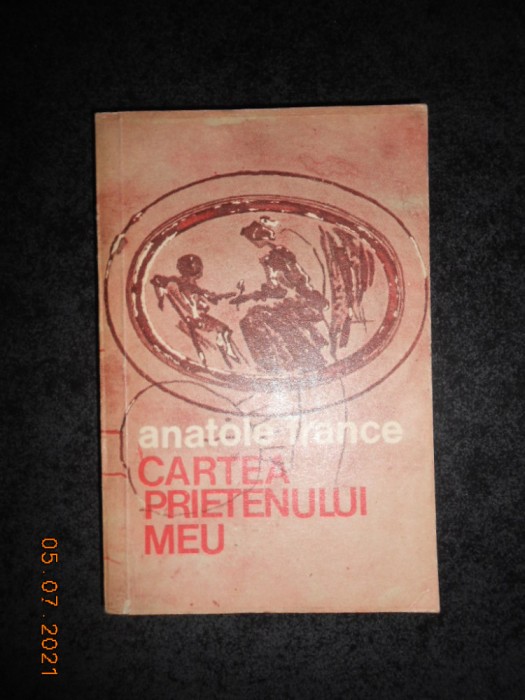 anatole france
CARTEA
PRIETENULUI
MEU
05.07.2021